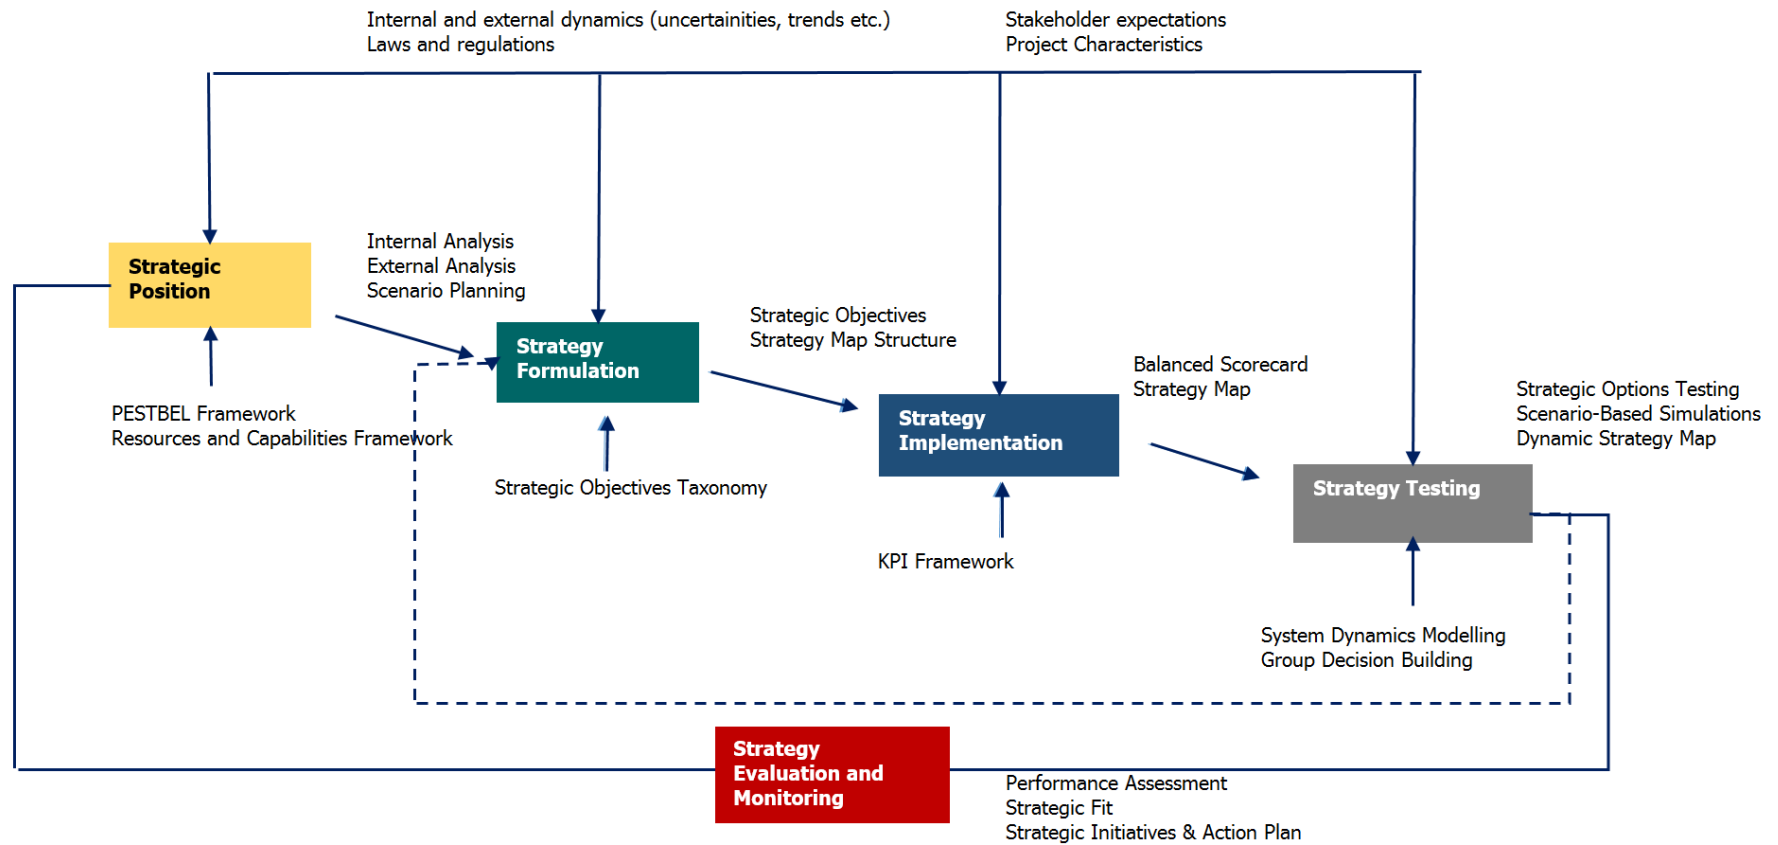 Internal and external dynamics (uncertainities, trends etc.)
Laws and regulations
Stakeholder expectations
Project Characteristics
Strategic
Position
Internal Analysis
External Analysis
Scenario Planning
PESTBEL Framework
Resources and Capabilities Framework
Strategy
Formulation
Strategic Objectives Taxonomy
Strategic Objectives
Strategy Map Structure
Strategy
Implementation
KPI Framework
Balanced Scorecard
Strategy Map
Strategy Testing
Strategic Options Testing
Scenario-Based Simulations
Dynamic Strategy Map
System Dynamics Modelling
Group Decision Building
Strategy
Evaluation and
Monitoring
Performance Assessment
Strategic Fit
Strategic Initiatives & Action Plan